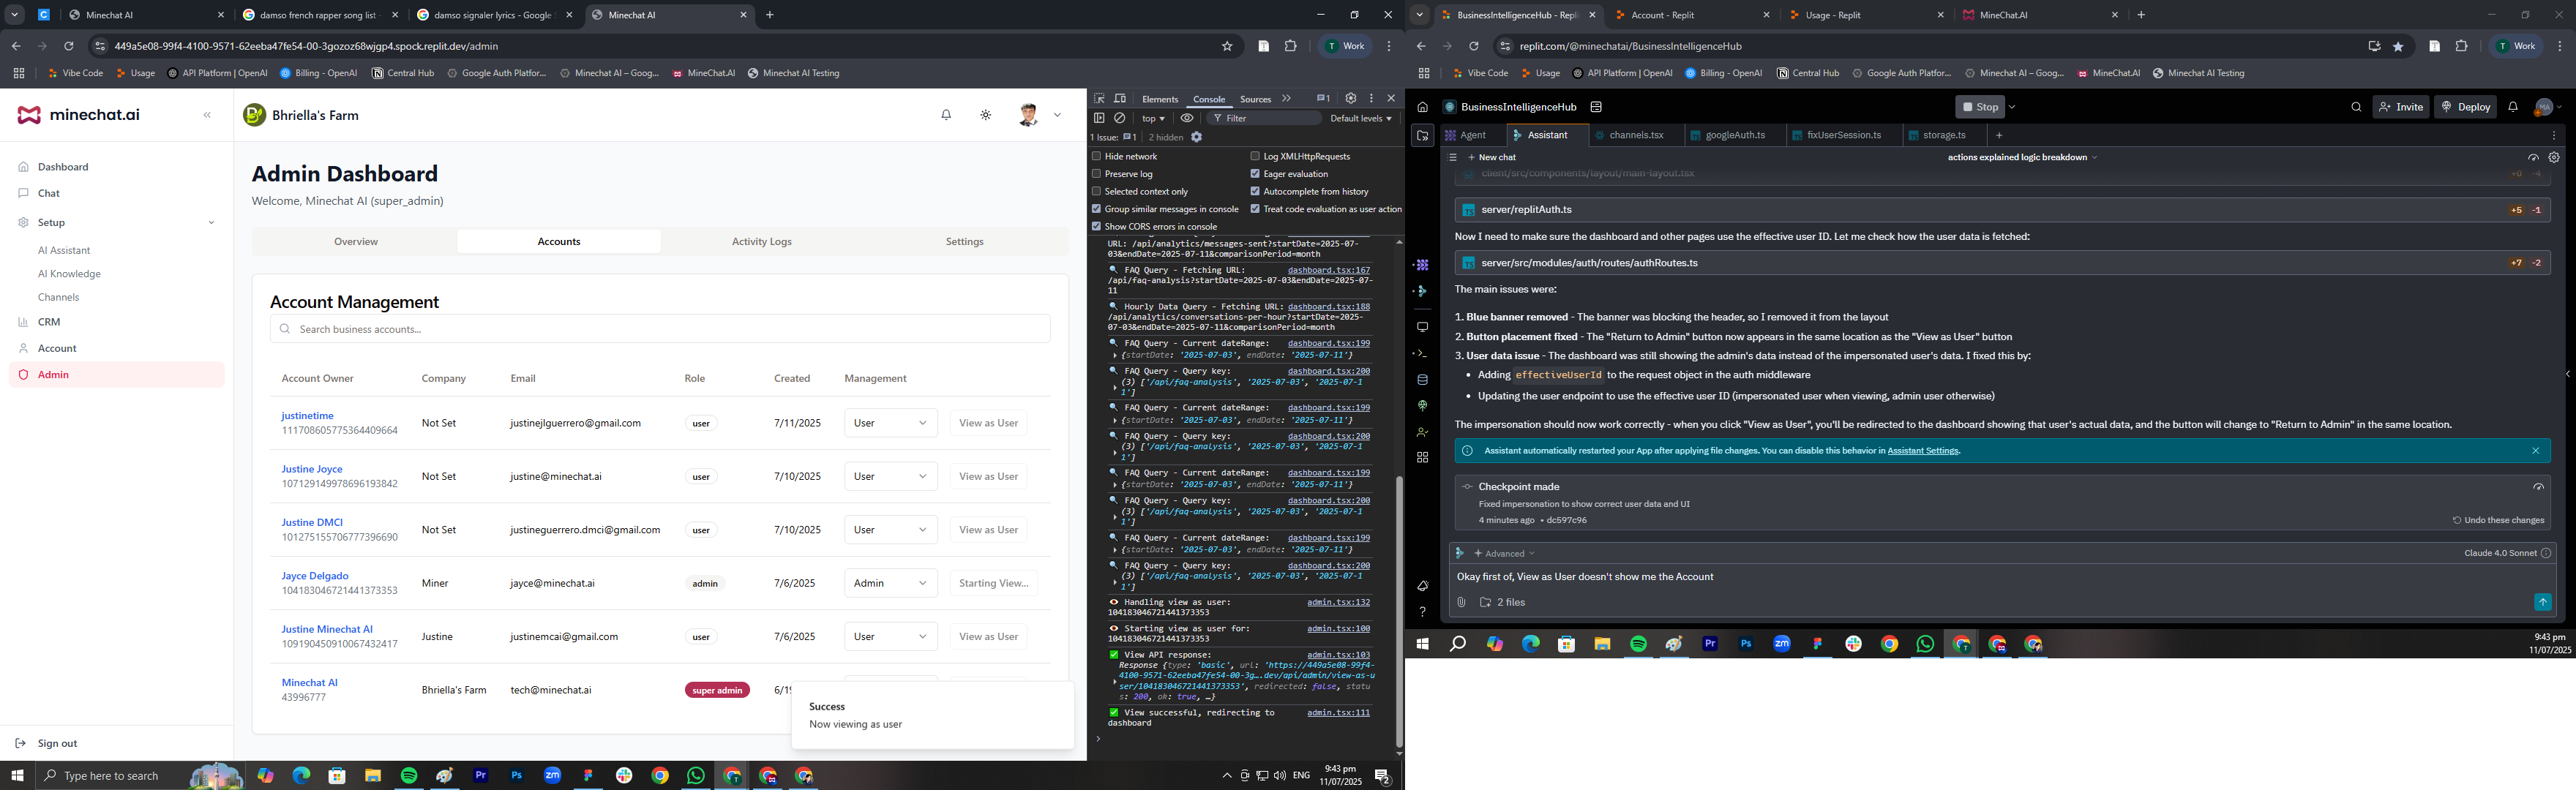 Minechat AI
damso french rapper song list
damso signaler lyrics - Google
Minechat AI
449a5e08-99f4-4100-9571-62eeba47fe54-00-3gozoz68wjgp4.spock.replit.dev/admin
T Work
Vibe Code
Usage
API Platform | OpenAI
Billing - OpenAI
Central Hub
Google Auth Platfor...
Minechat AI – Goog...
MineChat.AI
Minechat AI Testing
minechat.ai
Bhriella's Farm
Dashboard
Chat
Setup
AI Assistant
AI Knowledge
Channels
CRM
Account
Admin
Sign out
Admin Dashboard
Welcome, Minechat AI (super_admin)
Overview Accounts Activity Logs Settings
Account Management
Search business accounts...
Account Owner Company Email Role Created Management
justinetime
111708605775364409664
Not Set justinejlguerrero@gmail.com user 7/11/2025 User View as User
Justine Joyce
107129149978696193842
Not Set justine@minechat.ai user 7/10/2025 User View as User
Justine DMCI
101275155706777396690
Not Set justineguerrero.dmci@gmail.com user 7/10/2025 User View as User
Jayce Delgado
104183046721441373353
Miner jayce@minechat.ai admin 7/6/2025 Admin Starting View...
Justine Minechat AI
109190450910067432417
Justine justinemcai@gmail.com user 7/6/2025 User View as User
Minechat AI
43996777
Bhriella's Farm tech@minechat.ai super admin 6/19
Success
Now viewing as user
Elements Console Sources
1
top
Filter
Default levels
1 Issue: 1 2 hidden
Hide network
Log XMLHttpRequests
Preserve log
Eager evaluation
Selected context only
Autocomplete from history
Group similar messages in console
Treat code evaluation as user action
Show CORS errors in console
URL: /api/analytics/messages-sent?startDate=2025-07-
03&endDate=2025-07-11&comparisonPeriod=month
FAQ Query - Fetching URL: dashboard.tsx:167
/api/faq-analysis?startDate=2025-07-03&endDate=2025-07-
11
Hourly Data Query - Fetching URL: dashboard.tsx:188
/api/analytics/conversations-per-hour?startDate=2025-
07-03&endDate=2025-07-11&comparisonPeriod=month
FAQ Query - Current dateRange: dashboard.tsx:199
{startDate: '2025-07-03', endDate: '2025-07-11'}
FAQ Query - Query key: dashboard.tsx:200
(3) ['/api/faq-analysis', '2025-07-03', '2025-07-1
1']
FAQ Query - Current dateRange: dashboard.tsx:199
{startDate: '2025-07-03', endDate: '2025-07-11'}
FAQ Query - Query key: dashboard.tsx:200
(3) ['/api/faq-analysis', '2025-07-03', '2025-07-1
1']
FAQ Query - Current dateRange: dashboard.tsx:199
{startDate: '2025-07-03', endDate: '2025-07-11'}
FAQ Query - Query key: dashboard.tsx:200
(3) ['/api/faq-analysis', '2025-07-03', '2025-07-1
1']
FAQ Query - Current dateRange: dashboard.tsx:199
{startDate: '2025-07-03', endDate: '2025-07-11'}
FAQ Query - Query key: dashboard.tsx:200
(3) ['/api/faq-analysis', '2025-07-03', '2025-07-1
1']
Handling view as user: admin.tsx:132
104183046721441373353
Starting view as user for: admin.tsx:100
104183046721441373353
View API response: admin.tsx:103
Response {type: 'basic', url: 'https://449a5e08-99f4-
4100-9571-62eeba47fe54-00-3g….dev/api/admin/view-as-u
ser/104183046721441373353', redirected: false, statu
s: 200, ok: true, …}
View successful, redirecting to admin.tsx:111
dashboard
Type here to search
ENG
9:43 pm
11/07/2025
2
BusinessIntelligenceHub - Repl
Account - Replit
Usage - Replit
MineChat.AI
replit.com/@minechatai/BusinessIntelligenceHub
T Work
Vibe Code
Usage
API Platform | OpenAI
Billing - OpenAI
Central Hub
Google Auth Platfor...
Minechat AI – Goog...
MineChat.AI
Minechat AI Testing
BusinessIntelligenceHub
Stop
Invite
Deploy
MA
Agent
Assistant
channels.tsx
googleAuth.ts
fixUserSession.ts
storage.ts
New chat
actions explained logic breakdown
client/src/components/layout/main-layout.tsx +0 -4
server/replitAuth.ts +5 -1
Now I need to make sure the dashboard and other pages use the effective user ID. Let me check how the user data is fetched:
server/src/modules/auth/routes/authRoutes.ts +7 -2
The main issues were:
1. Blue banner removed - The banner was blocking the header, so I removed it from the layout
2. Button placement fixed - The "Return to Admin" button now appears in the same location as the "View as User" button
3. User data issue - The dashboard was still showing the admin's data instead of the impersonated user's data. I fixed this by:
• Adding effectiveUserId to the request object in the auth middleware
• Updating the user endpoint to use the effective user ID (impersonated user when viewing, admin user otherwise)
The impersonation should now work correctly - when you click "View as User", you'll be redirected to the dashboard showing that user's actual data, and the button will change to "Return to Admin" in the same location.
Assistant automatically restarted your App after applying file changes. You can disable this behavior in Assistant Settings.
Checkpoint made
Fixed impersonation to show correct user data and UI
4 minutes ago • dc597c96
Undo these changes
Advanced
Claude 4.0 Sonnet
Okay first of, View as User doesn't show me the Account
2 files
9:43 pm
11/07/2025